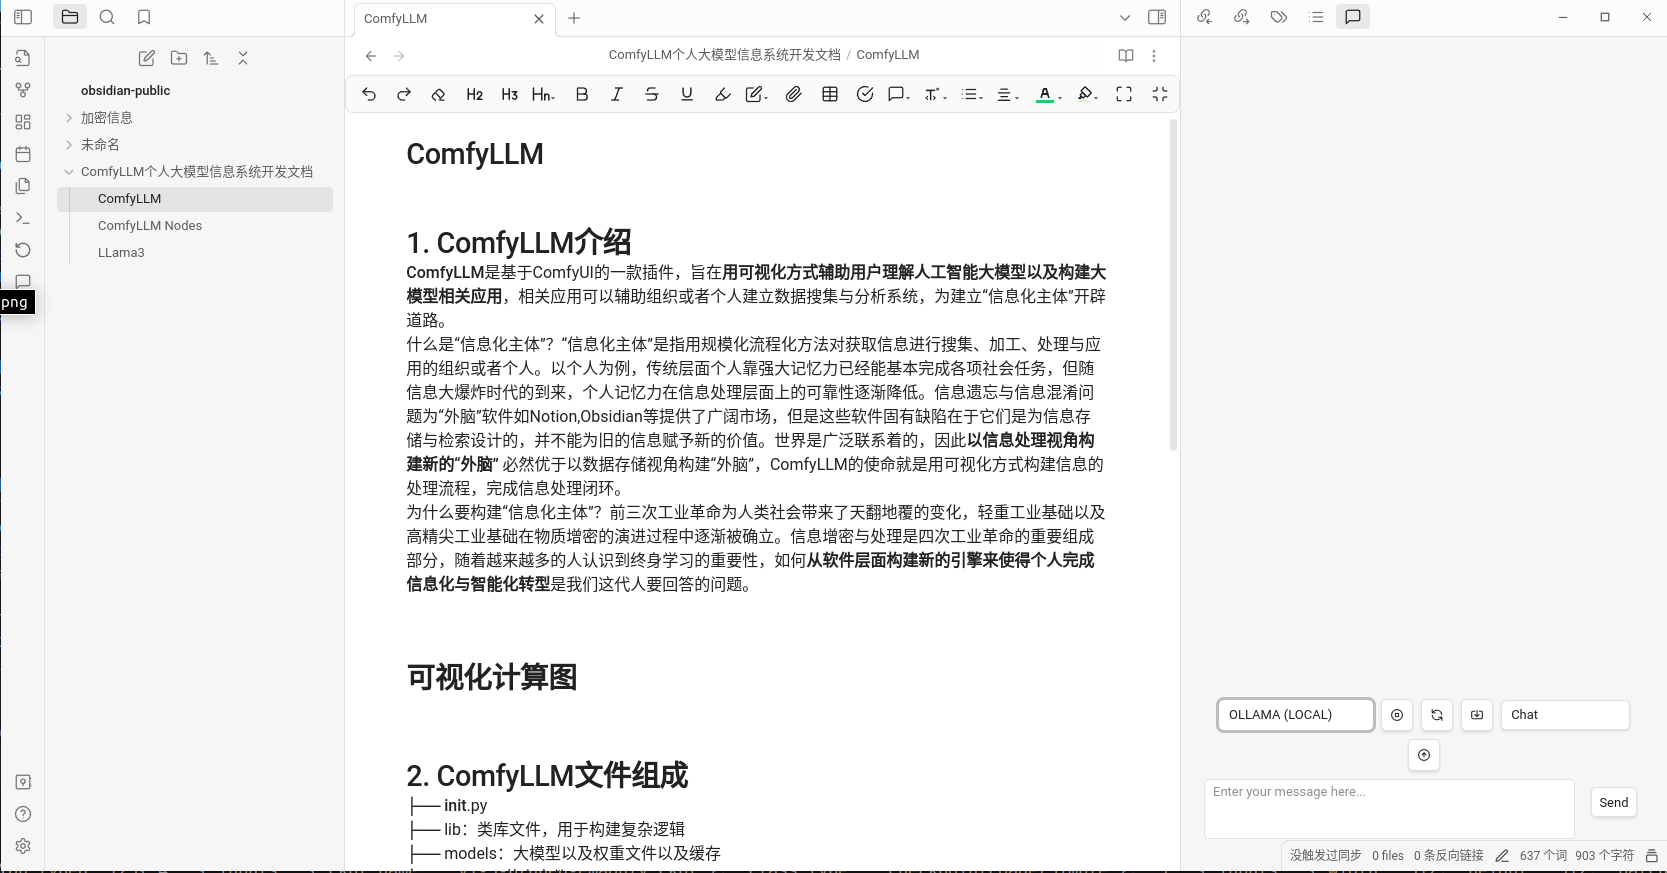 ComfyLLM
ComfyLLM个人大模型信息系统开发文档 / ComfyLLM
obsidian-public
加密信息
未命名
ComfyLLM个人大模型信息系统开发文档
ComfyLLM
ComfyLLM Nodes
LLama3
png
H2 H3 Hn B I S U A
ComfyLLM
1. ComfyLLM介绍
ComfyLLM是基于ComfyUI的一款插件，旨在用可视化方式辅助用户理解人工智能大模型以及构建大
模型相关应用，相关应用可以辅助组织或者个人建立数据搜集与分析系统，为建立“信息化主体”开辟
道路。
什么是“信息化主体”？“信息化主体”是指用规模化流程化方法对获取信息进行搜集、加工、处理与应
用的组织或者个人。以个人为例，传统层面个人靠强大记忆力已经能基本完成各项社会任务，但随
信息大爆炸时代的到来，个人记忆力在信息处理层面上的可靠性逐渐降低。信息遗忘与信息混淆问
题为“外脑”软件如Notion,Obsidian等提供了广阔市场，但是这些软件固有缺陷在于它们是为信息存
储与检索设计的，并不能为旧的信息赋予新的价值。世界是广泛联系着的，因此以信息处理视角构
建新的“外脑” 必然优于以数据存储视角构建“外脑”，ComfyLLM的使命就是用可视化方式构建信息的
处理流程，完成信息处理闭环。
为什么要构建“信息化主体”？前三次工业革命为人类社会带来了天翻地覆的变化，轻重工业基础以及
高精尖工业基础在物质增密的演进过程中逐渐被确立。信息增密与处理是四次工业革命的重要组成
部分，随着越来越多的人认识到终身学习的重要性，如何从软件层面构建新的引擎来使得个人完成
信息化与智能化转型是我们这代人要回答的问题。
可视化计算图
2. ComfyLLM文件组成
├── init.py
├── lib：类库文件，用于构建复杂逻辑
├── models：大模型以及权重文件以及缓存
OLLAMA (LOCAL)
Chat
Enter your message here...
Send
没触发过同步 0 files 0 条反向链接 637 个词 903 个字符